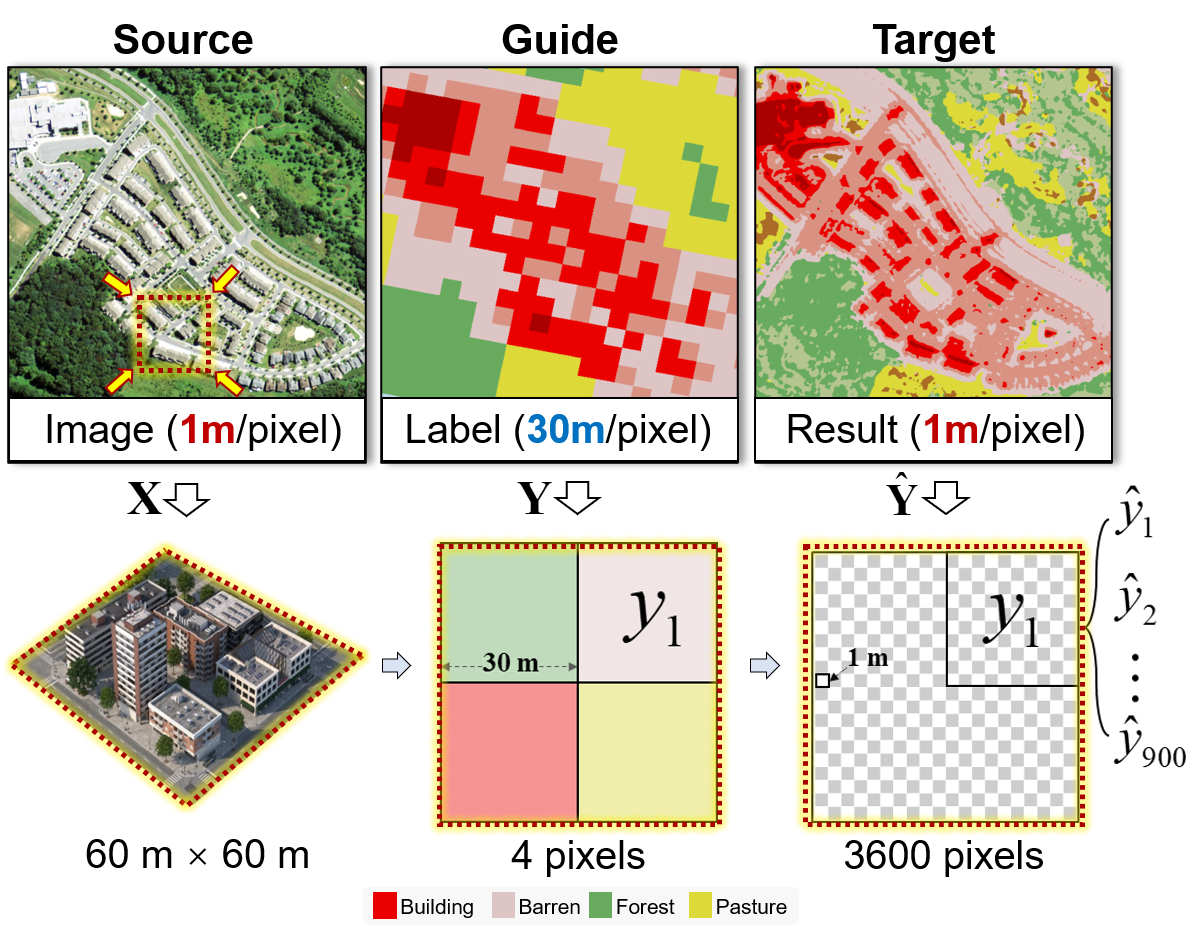 Source Guide Target
Image (1m/pixel) Label (30m/pixel) Result (1m/pixel)
X Y Ŷ
ŷ₁
ŷ₂
⋮
ŷ₉₀₀
y₁ y₁
30 m 1 m
60 m × 60 m 4 pixels 3600 pixels
Building Barren Forest Pasture